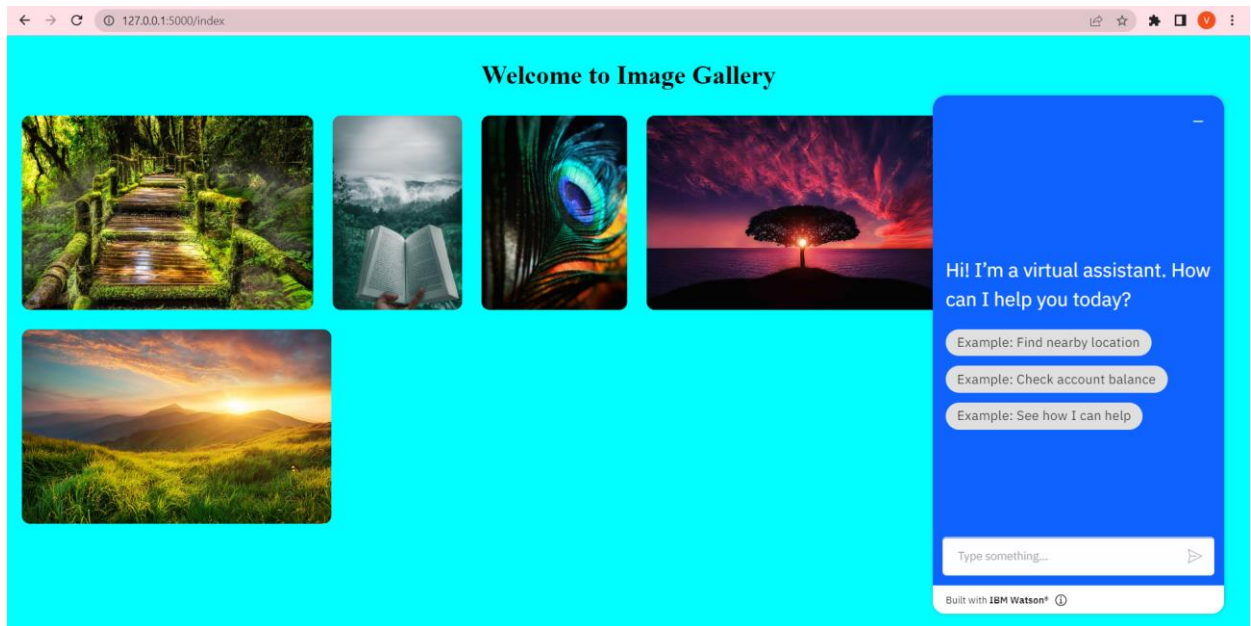 127.0.0.1:5000/index
V
Welcome to Image Gallery
Hi! I'm a virtual assistant. How
can I help you today?
Example: Find nearby location
Example: Check account balance
Example: See how I can help
Type something...
Built with IBM Watson®